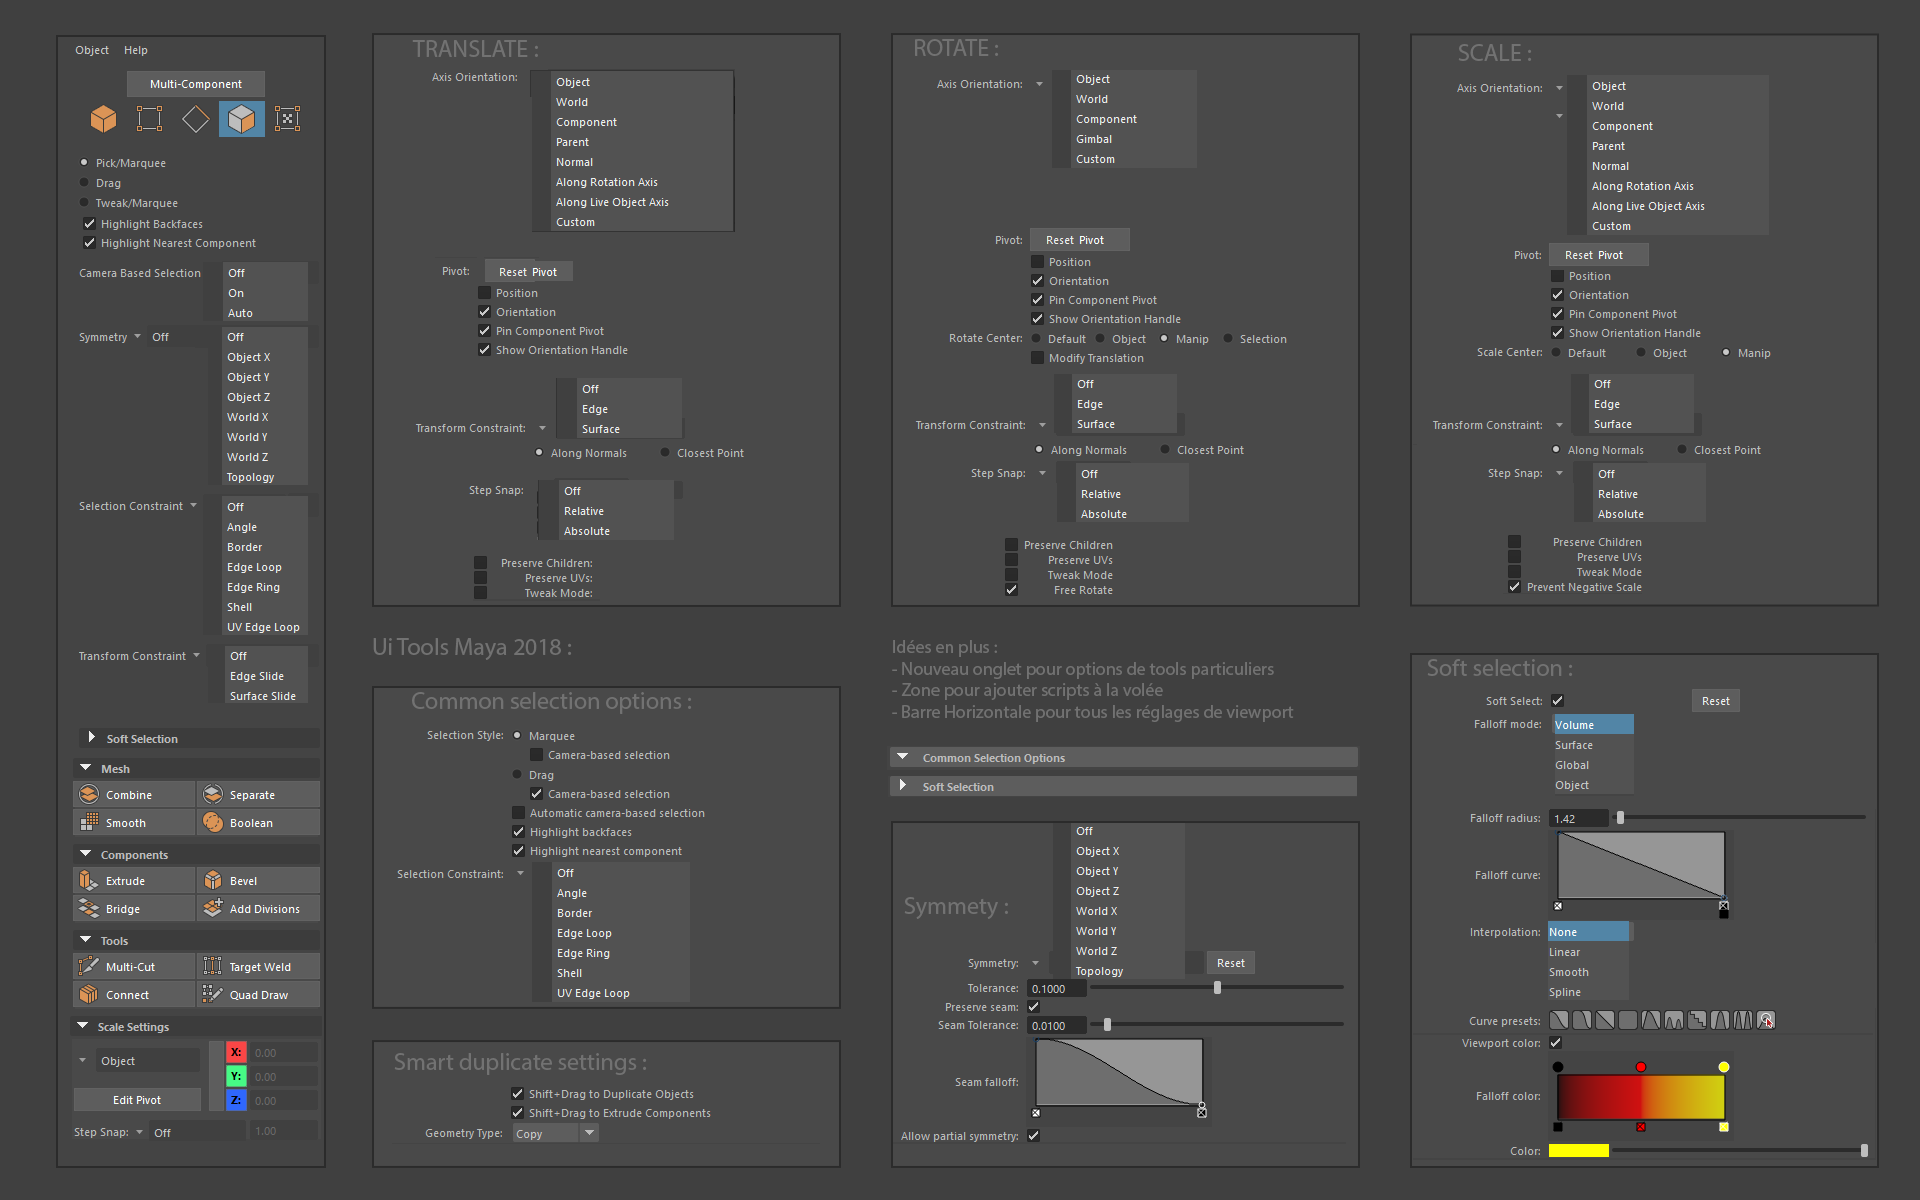 Object Help
Multi-Component
Pick/Marquee
Drag
Tweak/Marquee
Highlight Backfaces
Highlight Nearest Component
Camera Based Selection
Off
On
Auto
Symmetry Off
Off
Object X
Object Y
Object Z
World X
World Y
World Z
Topology
Selection Constraint
Off
Angle
Border
Edge Loop
Edge Ring
Shell
UV Edge Loop
Transform Constraint
Off
Edge Slide
Surface Slide
Soft Selection
Mesh
Combine Separate
Smooth Boolean
Components
Extrude Bevel
Bridge Add Divisions
Tools
Multi-Cut Target Weld
Connect Quad Draw
Scale Settings
Object
X: 0.00
Y: 0.00
Z: 0.00
Edit Pivot
Step Snap: Off 1.00
TRANSLATE :
Axis Orientation:
Object
World
Component
Parent
Normal
Along Rotation Axis
Along Live Object Axis
Custom
Pivot: Reset Pivot
Position
Orientation
Pin Component Pivot
Show Orientation Handle
Off
Edge
Surface
Transform Constraint:
Along Normals Closest Point
Step Snap:
Off
Relative
Absolute
Preserve Children:
Preserve UVs:
Tweak Mode:
ROTATE :
Axis Orientation:
Object
World
Component
Gimbal
Custom
Pivot: Reset Pivot
Position
Orientation
Pin Component Pivot
Show Orientation Handle
Rotate Center: Default Object Manip Selection
Modify Translation
Off
Edge
Surface
Transform Constraint:
Along Normals Closest Point
Step Snap:
Off
Relative
Absolute
Preserve Children
Preserve UVs
Tweak Mode
Free Rotate
SCALE :
Axis Orientation:
Object
World
Component
Parent
Normal
Along Rotation Axis
Along Live Object Axis
Custom
Pivot: Reset Pivot
Position
Orientation
Pin Component Pivot
Show Orientation Handle
Scale Center: Default Object Manip
Off
Edge
Surface
Transform Constraint:
Along Normals Closest Point
Step Snap:
Off
Relative
Absolute
Preserve Children
Preserve UVs
Tweak Mode
Prevent Negative Scale
Ui Tools Maya 2018 :
Common selection options :
Selection Style: Marquee
Camera-based selection
Drag
Camera-based selection
Automatic camera-based selection
Highlight backfaces
Highlight nearest component
Selection Constraint:
Off
Angle
Border
Edge Loop
Edge Ring
Shell
UV Edge Loop
Smart duplicate settings :
Shift+Drag to Duplicate Objects
Shift+Drag to Extrude Components
Geometry Type: Copy
Idées en plus :
- Nouveau onglet pour options de tools particuliers
- Zone pour ajouter scripts à la volée
- Barre Horizontale pour tous les réglages de viewport
Common Selection Options
Soft Selection
Symmety :
Off
Object X
Object Y
Object Z
World X
World Y
World Z
Topology
Symmetry: Reset
Tolerance: 0.1000
Preserve seam:
Seam Tolerance: 0.0100
Seam falloff:
Allow partial symmetry:
Soft selection :
Soft Select: Reset
Falloff mode: Volume
Surface
Global
Object
Falloff radius: 1.42
Falloff curve:
Interpolation: None
Linear
Smooth
Spline
Curve presets:
Viewport color:
Falloff color:
Color: